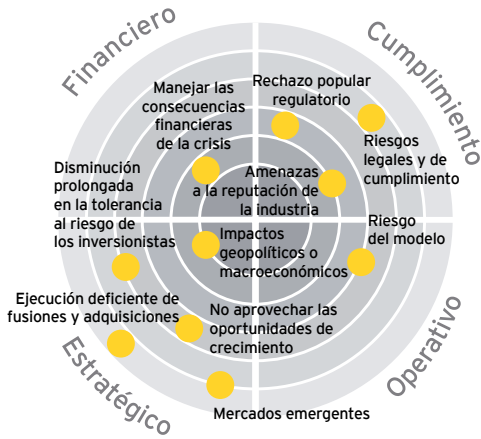 Financiero
Cumplimiento
Manejar las
consecuencias
financieras
de la crisis
Rechazo popular
regulatorio
Riesgos
legales y de
cumplimiento
Disminución
prolongada
en la tolerancia
al riesgo de
los inversionistas
Amenazas
a la reputación de
la industria
Riesgo
del modelo
Impactos
geopolíticos o
macroeconómicos
Ejecución deficiente de
fusiones y adquisiciones
No aprovechar las
oportunidades de
crecimiento
Mercados emergentes
Estratégico
Operativo